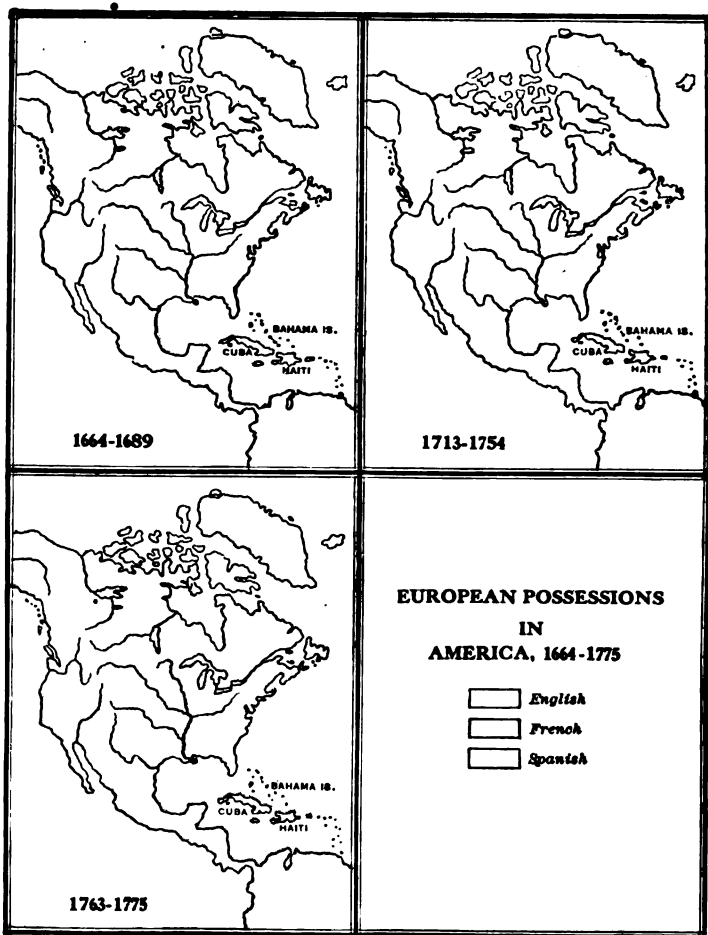 BAHAMA IS.
CUBA
HAITI
1664-1689
BAHAMA IS.
CUBA
HAITI
1713-1754
BAHAMA IS.
CUBA
HAITI
1763-1775
EUROPEAN POSSESSIONS
IN
AMERICA, 1664-1775
English
French
Spanish